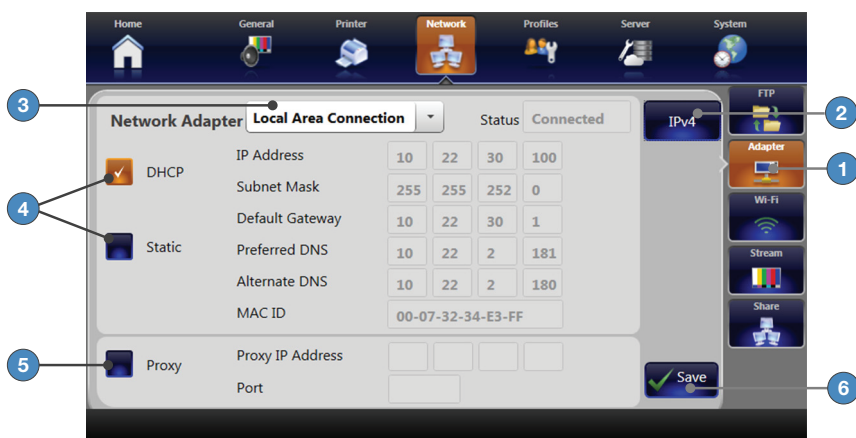 Home General Printer Network Profiles Server System
FTP
3 Network Adapter Local Area Connection Status Connected IPv4 2
Adapter 1
4 DHCP IP Address 10 22 30 100
Subnet Mask 255 255 252 0
Wi-Fi
Default Gateway 10 22 30 1
Static Preferred DNS 10 22 2 181
Stream
Alternate DNS 10 22 2 180
MAC ID 00-07-32-34-E3-FF
Share
5 Proxy Proxy IP Address
Port
Save 6